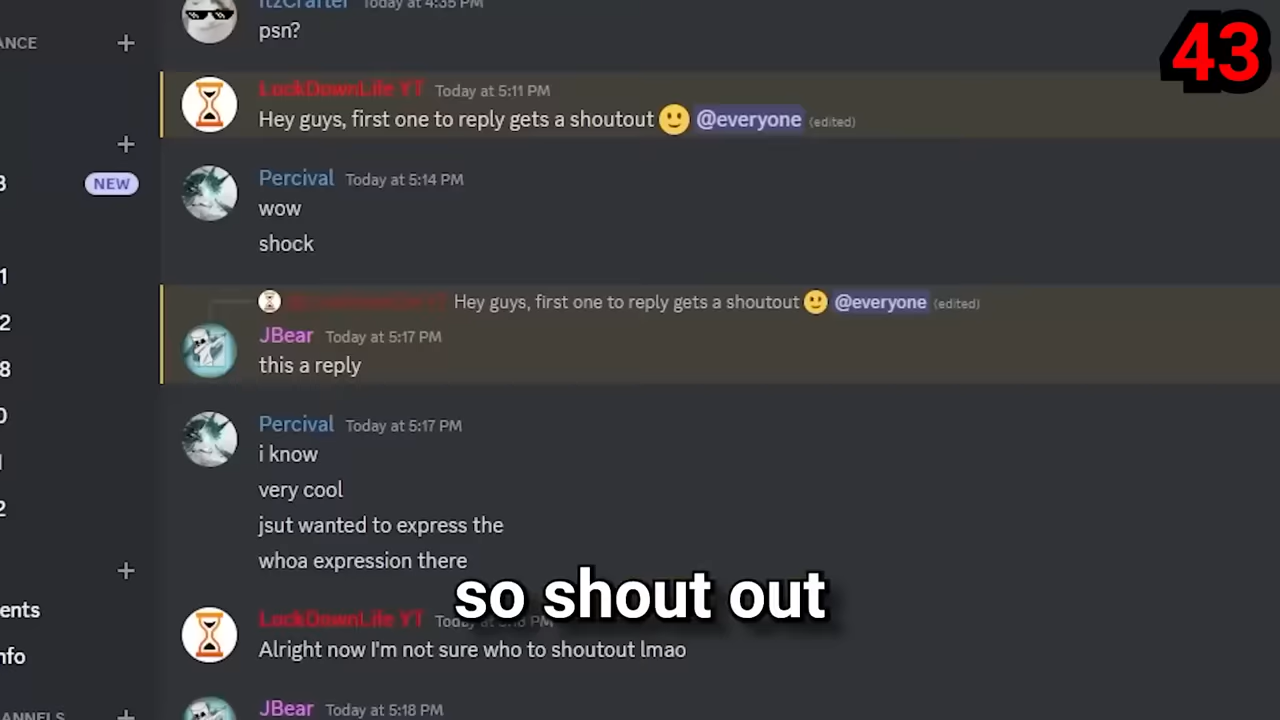 ItzCrafter Today at 4:35 PM
psn?
43
ANCE
LockDownLife YT Today at 5:11 PM
Hey guys, first one to reply gets a shoutout @everyone (edited)
Percival Today at 5:14 PM
NEW
wow
shock
1
Hey guys, first one to reply gets a shoutout @everyone (edited)
2
JBear Today at 5:17 PM
this a reply
8
Percival Today at 5:17 PM
i know
very cool
2
jsut wanted to express the
whoa expression there
so shout out
ents
LockDownLife YT
nfo
Alright now I'm not sure who to shoutout lmao
ANNELS
JBear Today at 5:18 PM